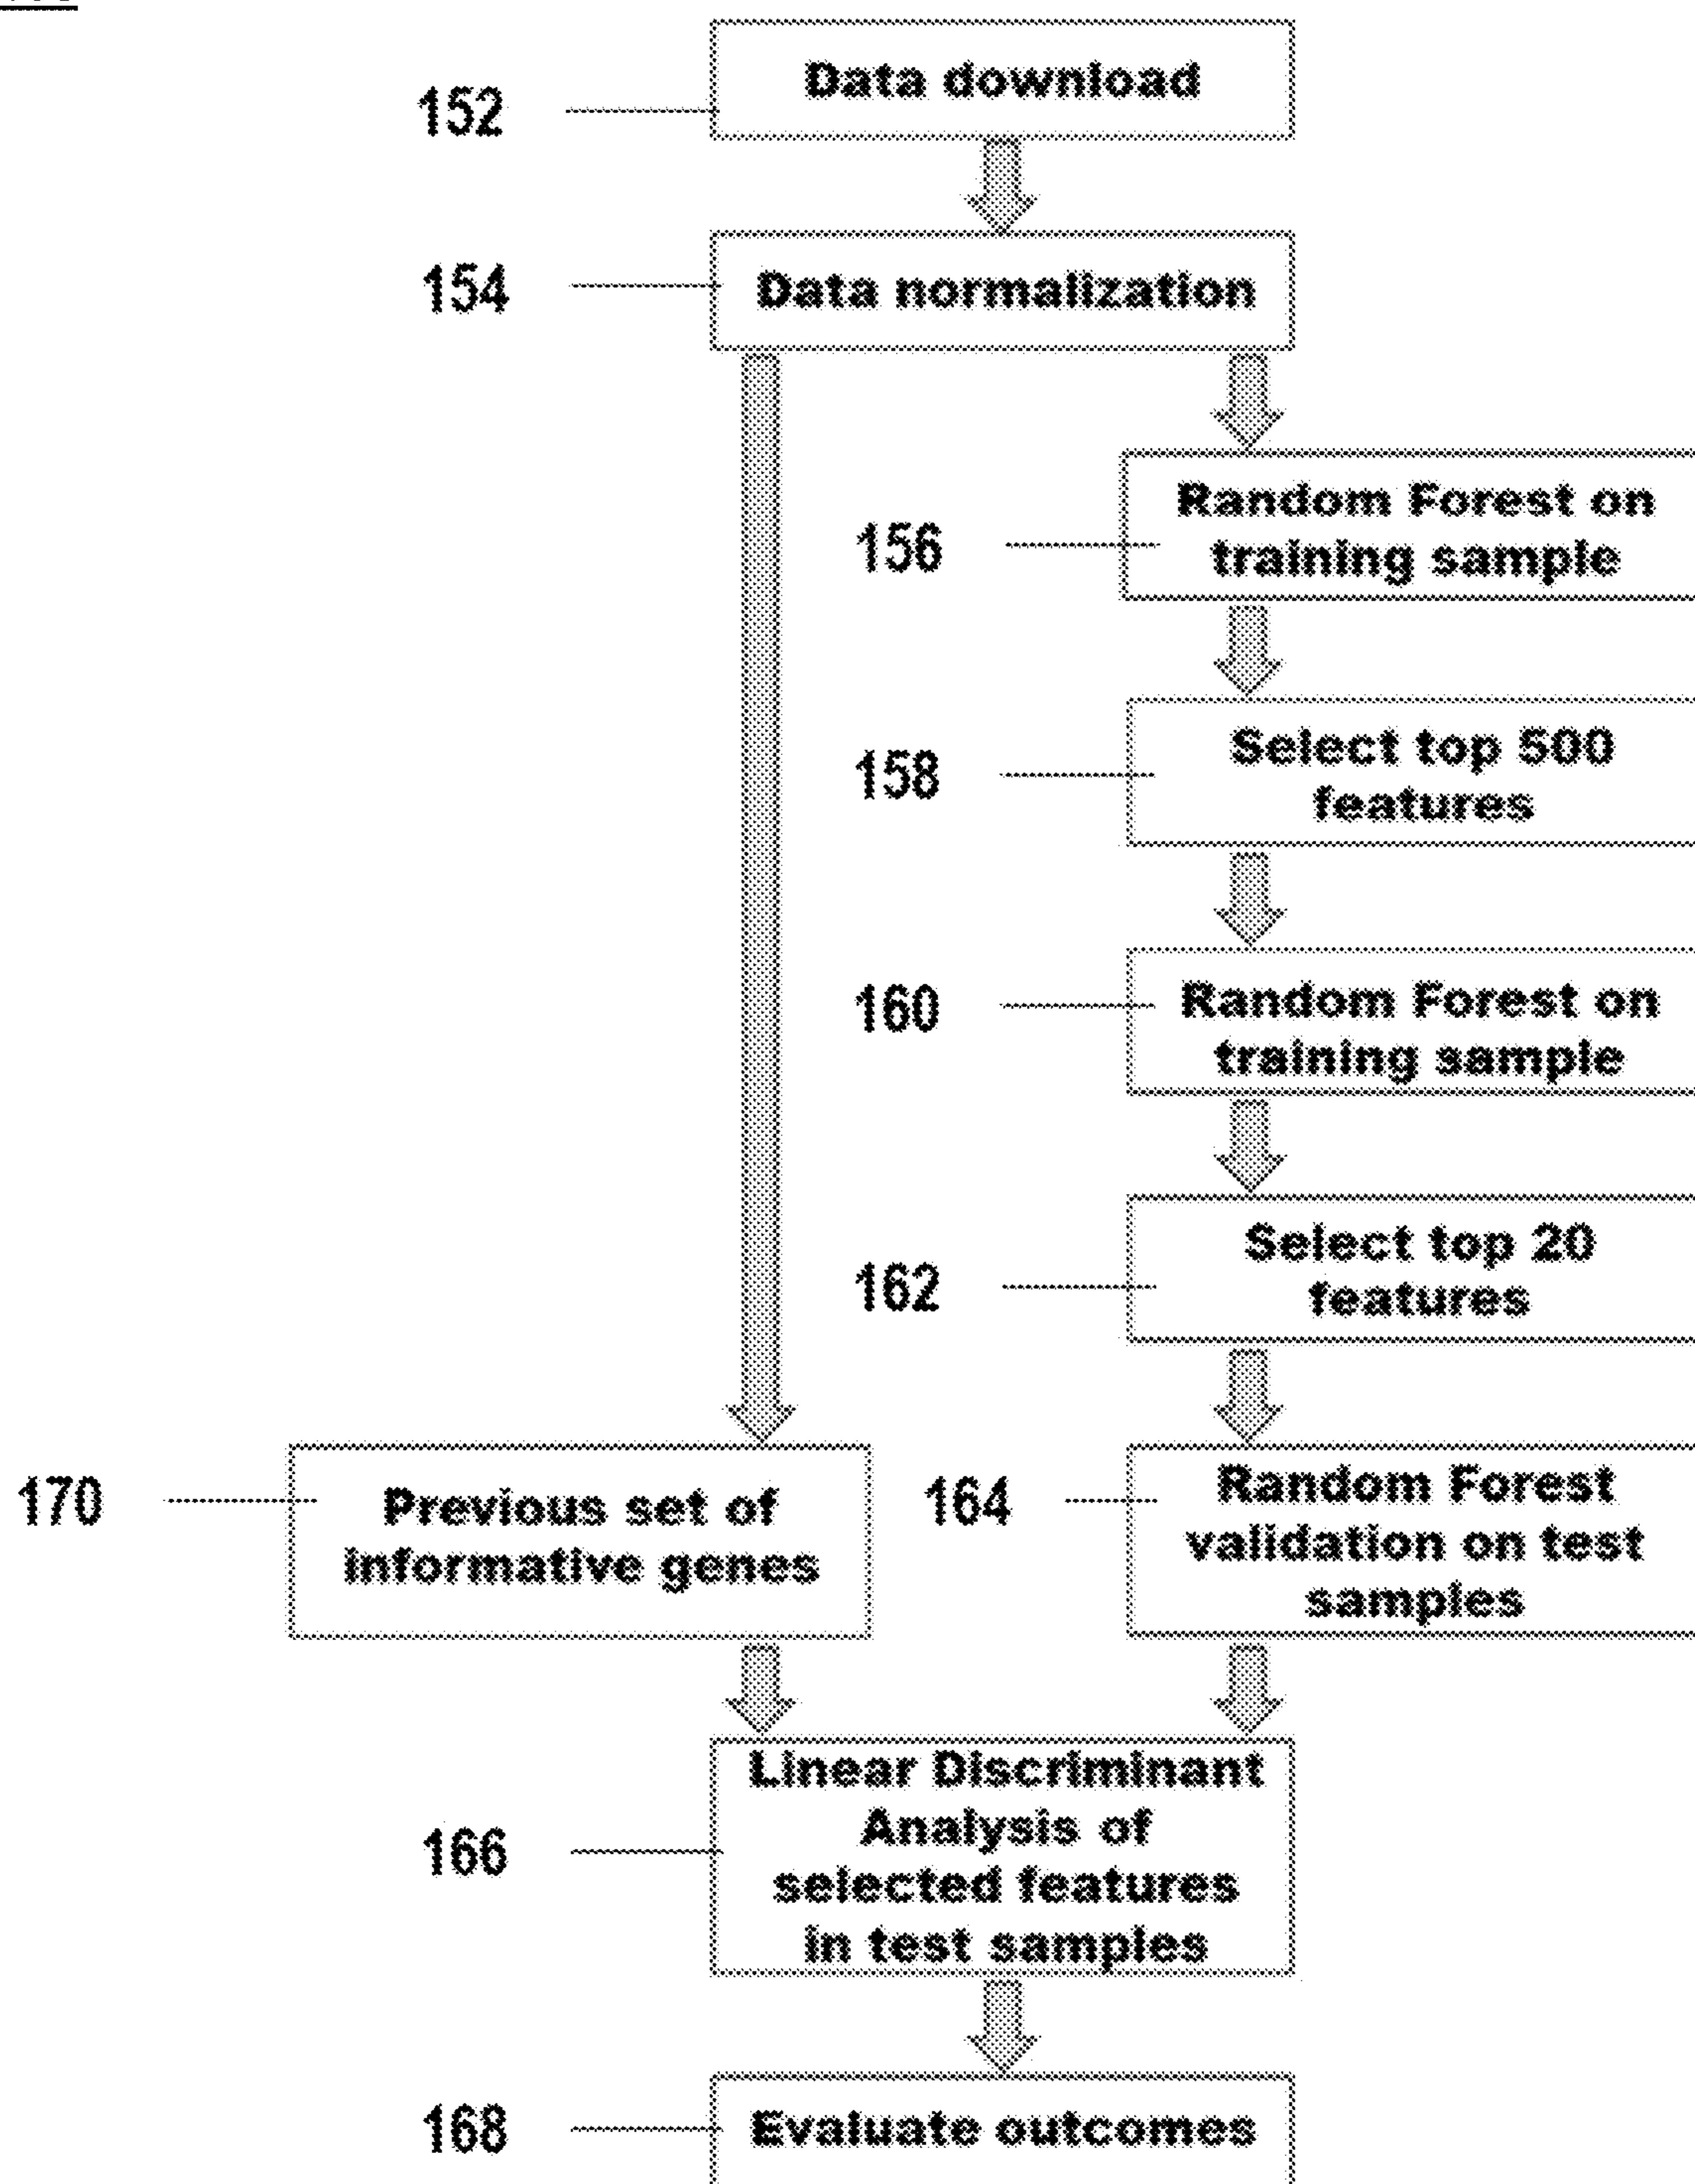 152
Data download
154
Data normalization
156
Random Forest on
training sample
158
Select top 500
features
160
Random Forest on
training sample
162
Select top 20
features
170
Previous set of
informative genes
164
Random Forest
validation on test
samples
166
Linear Discriminant
Analysis of
selected features
in test samples
168
Evaluate outcomes